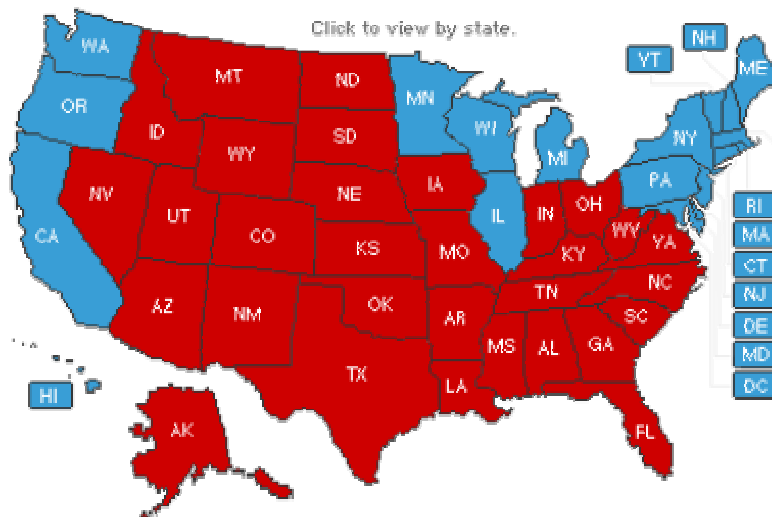 Click to view by state.
NH
WA
VT
ME
MT
ND
MN
OR
WI
NY
ID
SD
MI
WY
PA
IA
NE
NV
OH
RI
IL
IN
UT
WV
CA
CO
MA
VA
KS
MO
KY
CT
NC
TN
NJ
OK
AZ
NM
AR
SC
DE
MS
AL
GA
MD
TX
LA
DC
HI
AK
FL